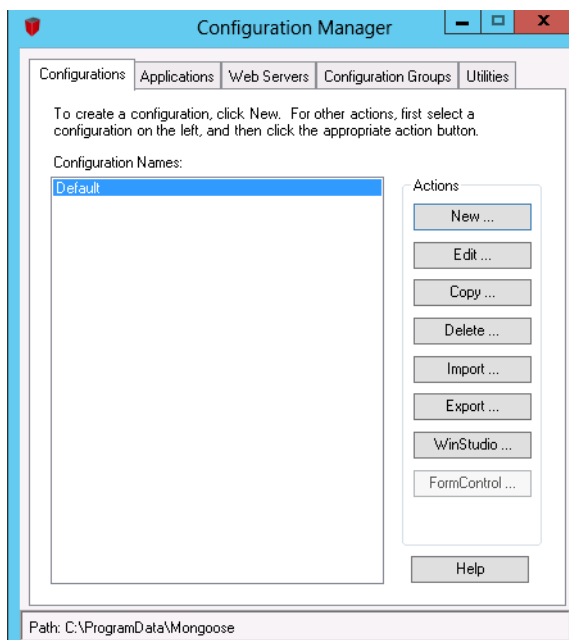 Configuration Manager
Configurations Applications Web Servers Configuration Groups Utilities
To create a configuration, click New. For other actions, first select a
configuration on the left, and then click the appropriate action button.
Configuration Names:
Default
Actions
New ...
Edit ...
Copy ...
Delete ...
Import ...
Export ...
WinStudio ...
FormControl ...
Help
Path: C:\ProgramData\Mongoose